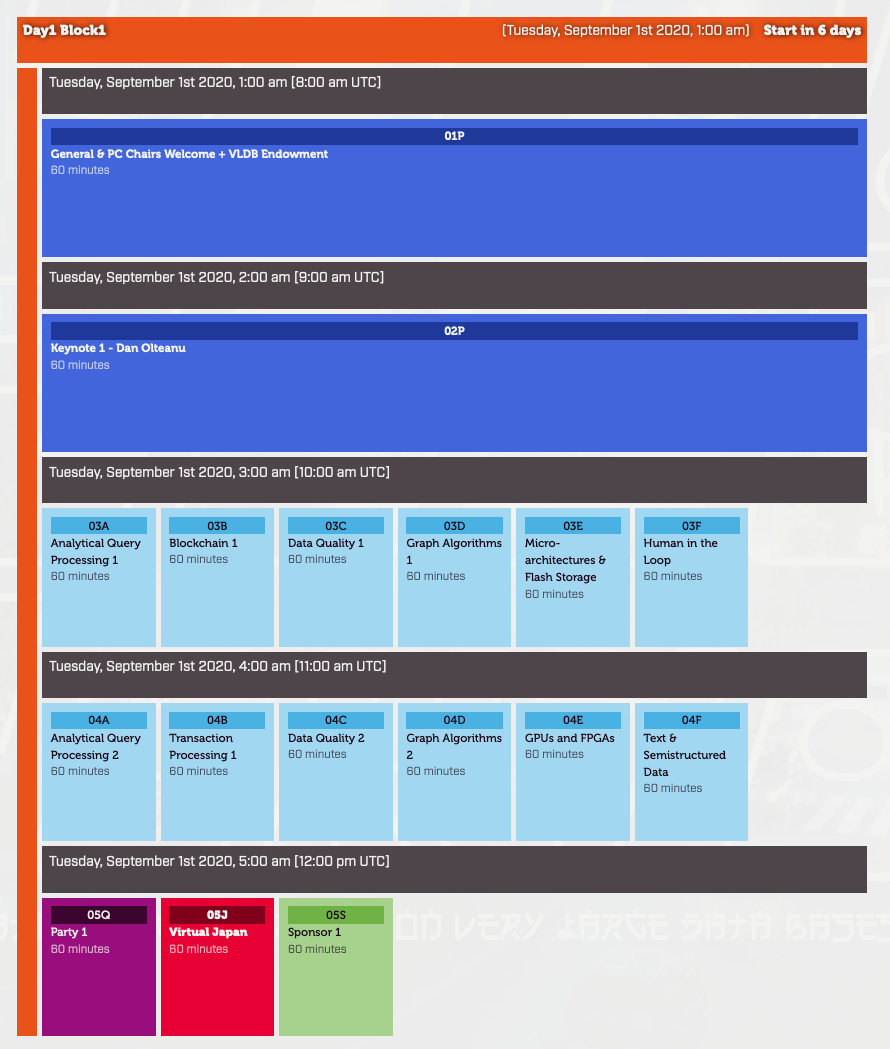 Day1 Block1 (Tuesday, September 1st 2020, 1:00 am) Start in 6 days
Tuesday, September 1st 2020, 1:00 am [8:00 am UTC]
01P
General & PC Chairs Welcome + VLDB Endowment
60 minutes
Tuesday, September 1st 2020, 2:00 am [9:00 am UTC]
02P
Keynote 1 - Dan Olteanu
60 minutes
Tuesday, September 1st 2020, 3:00 am [10:00 am UTC]
03A
Analytical Query
Processing 1
60 minutes
03B
Blockchain 1
60 minutes
03C
Data Quality 1
60 minutes
03D
Graph Algorithms
1
60 minutes
03E
Micro-
architectures &
Flash Storage
60 minutes
03F
Human in the
Loop
60 minutes
Tuesday, September 1st 2020, 4:00 am [11:00 am UTC]
04A
Analytical Query
Processing 2
60 minutes
04B
Transaction
Processing 1
60 minutes
04C
Data Quality 2
60 minutes
04D
Graph Algorithms
2
60 minutes
04E
GPUs and FPGAs
60 minutes
04F
Text &
Semistructured
Data
60 minutes
Tuesday, September 1st 2020, 5:00 am [12:00 pm UTC]
05Q
Party 1
60 minutes
05J
Virtual Japan
60 minutes
05S
Sponsor 1
60 minutes
ON VERY LARGE DATA BASES